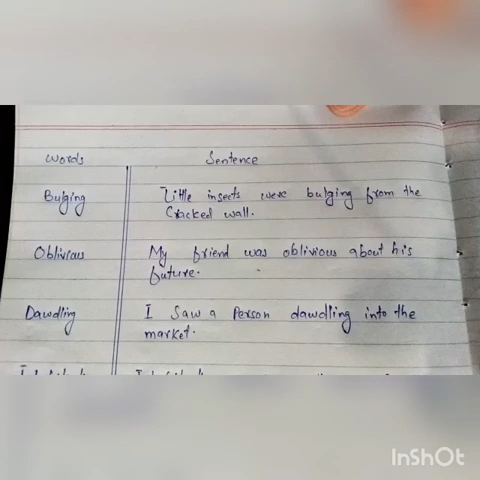 Words Sentence
Bulging Little insects were bulging from the
Cracked wall.
Oblivious My friend was oblivious about his
future.
Dawdling I Saw a Person dawdling into the
market.
InShOt